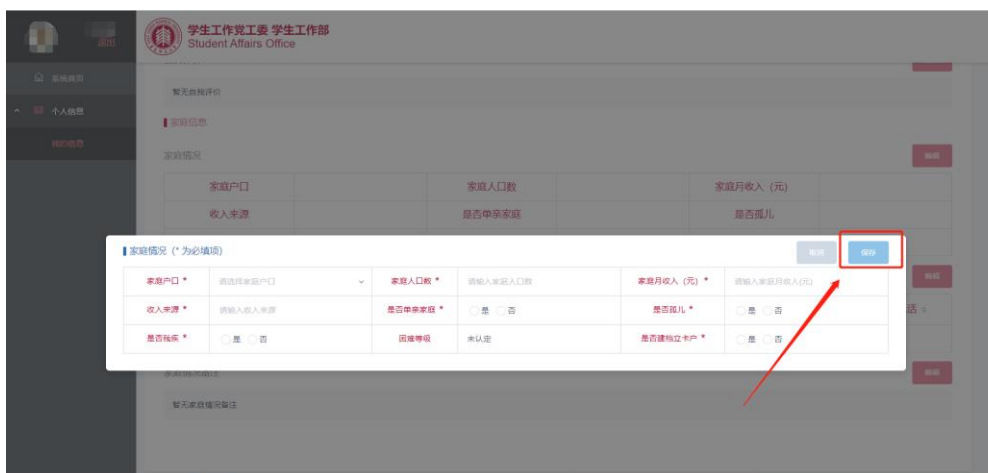 退出
学生工作党工委 学生工作部
Student Affairs Office
系统首页
个人信息
我的信息
暂无自我评价
家庭信息
家庭情况 编辑
家庭户口 家庭人口数 家庭月收入 (元)
收入来源 是否单亲家庭 是否孤儿
家庭情况 (* 为必填项) 取消 保存
家庭户口 * 请选择家庭户口 家庭人口数 * 请输入家庭人口数 家庭月收入 (元) * 请输入家庭月收入(元)
收入来源 * 请输入收入来源 是否单亲家庭 * 是 否 是否孤儿 * 是 否
是否残疾 * 是 否 困难等级 未认定 是否建档立卡户 * 是 否
编辑
话
家庭情况备注 编辑
暂无家庭情况备注